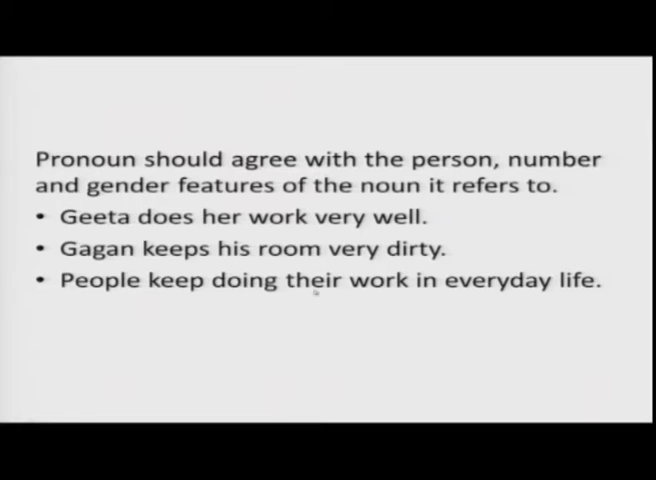 Pronoun should agree with the person, number
and gender features of the noun it refers to.
• Geeta does her work very well.
• Gagan keeps his room very dirty.
• People keep doing their work in everyday life.